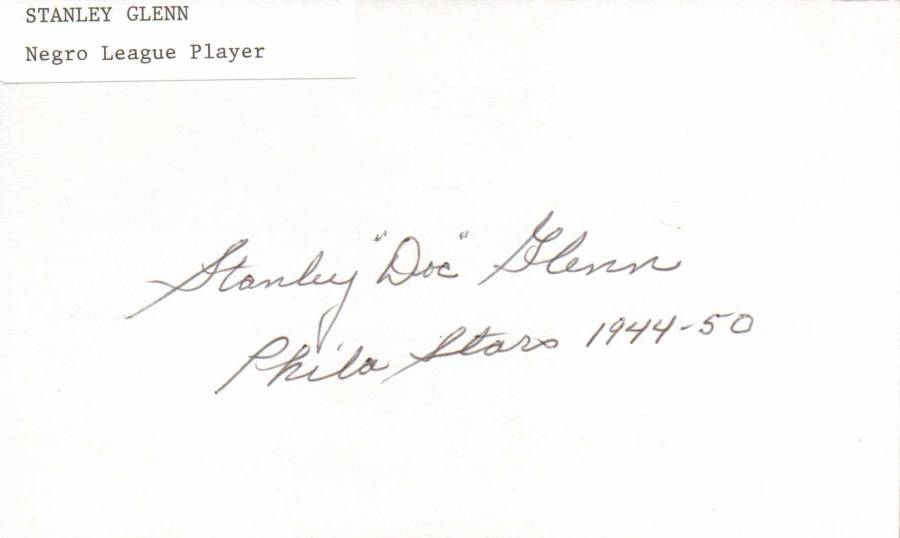 STANLEY GLENN
Negro League Player
Stanley "Doc" Glenn
Phila Stars 1944-50